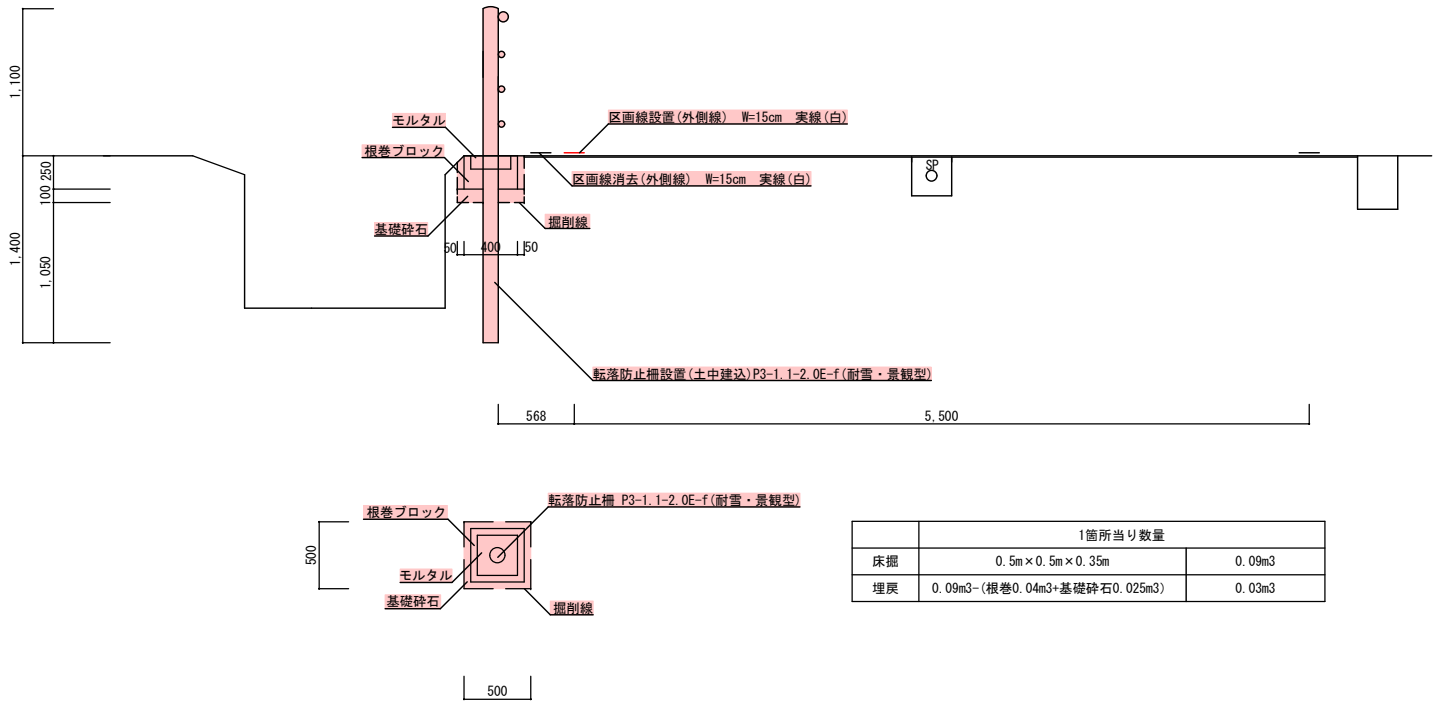 1,100
モルタル
区画線設置(外側線) W=15cm 実線(白)
根巻ブロック
SP
250
100
区画線消去(外側線) W=15cm 実線(白)
基礎砕石
掘削線
1,400
50 400 50
1,050
転落防止柵設置(土中建込)P3-1.1-2.0E-f(耐雪・景観型)
568
5,500
転落防止柵 P3-1.1-2.0E-f(耐雪・景観型)
根巻ブロック
500
モルタル
基礎砕石
掘削線
500
1箇所当り数量
床掘 0.5m×0.5m×0.35m 0.09m3
埋戻 0.09m3-(根巻0.04m3+基礎砕石0.025m3) 0.03m3